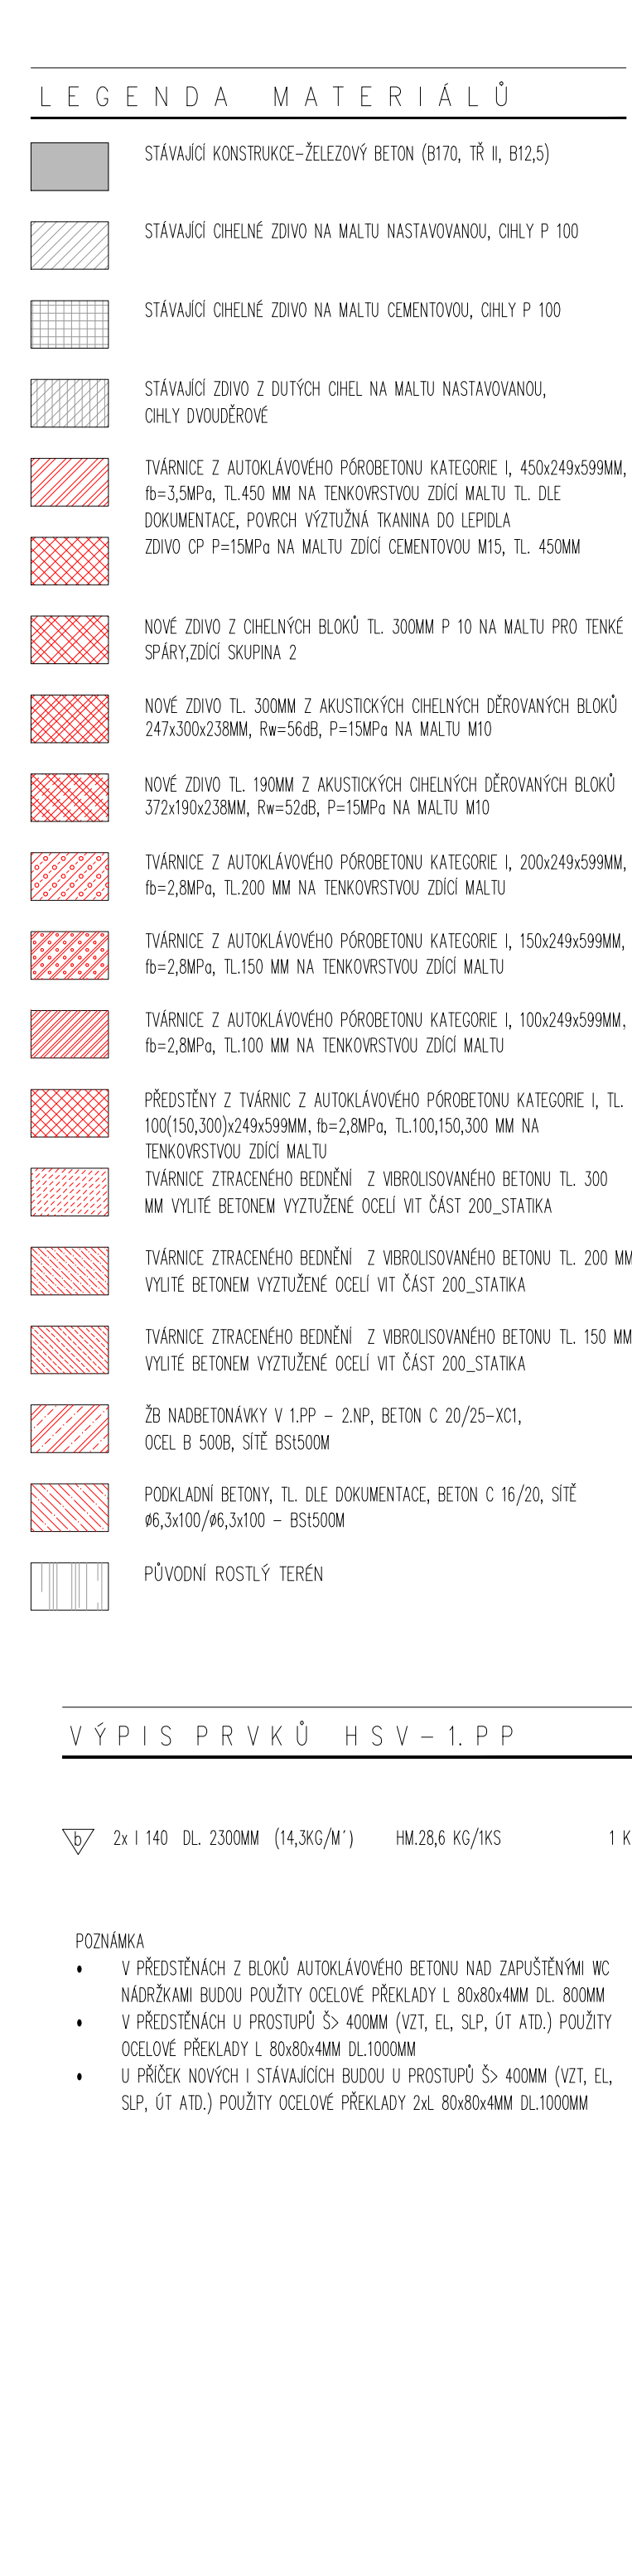 LEGENDA MATERIÁLŮ
STÁVAJÍCÍ KONSTRUKCE-ŽELEZOVÝ BETON (B170, TŘ II, B12,5)
STÁVAJÍCÍ CIHELNÉ ZDIVO NA MALTU NASTAVOVANOU, CIHLY P 100
STÁVAJÍCÍ CIHELNÉ ZDIVO NA MALTU CEMENTOVOU, CIHLY P 100
STÁVAJÍCÍ ZDIVO Z DUTÝCH CIHEL NA MALTU NASTAVOVANOU,
CIHLY DVOUDĚROVÉ
TVÁRNICE Z AUTOKLÁVOVÉHO PÓROBETONU KATEGORIE I, 450x249x599MM,
fb=3,5MPa, TL.450 MM NA TENKOVRSTVOU ZDÍCÍ MALTU TL. DLE
DOKUMENTACE, POVRCH VÝZTUŽNÁ TKANINA DO LEPIDLA
ZDIVO CP P=15MPa NA MALTU ZDÍCÍ CEMENTOVOU M15, TL. 450MM
NOVÉ ZDIVO Z CIHELNÝCH BLOKŮ TL. 300MM P 10 NA MALTU PRO TENKÉ
SPÁRY,ZDÍCÍ SKUPINA 2
NOVÉ ZDIVO TL. 300MM Z AKUSTICKÝCH CIHELNÝCH DĚROVANÝCH BLOKŮ
247x300x238MM, Rw=56dB, P=15MPa NA MALTU M10
NOVÉ ZDIVO TL. 190MM Z AKUSTICKÝCH CIHELNÝCH DĚROVANÝCH BLOKŮ
372x190x238MM, Rw=52dB, P=15MPa NA MALTU M10
TVÁRNICE Z AUTOKLÁVOVÉHO PÓROBETONU KATEGORIE I, 200x249x599MM,
fb=2,8MPa, TL.200 MM NA TENKOVRSTVOU ZDÍCÍ MALTU
TVÁRNICE Z AUTOKLÁVOVÉHO PÓROBETONU KATEGORIE I, 150x249x599MM,
fb=2,8MPa, TL.150 MM NA TENKOVRSTVOU ZDÍCÍ MALTU
TVÁRNICE Z AUTOKLÁVOVÉHO PÓROBETONU KATEGORIE I, 100x249x599MM,
fb=2,8MPa, TL.100 MM NA TENKOVRSTVOU ZDÍCÍ MALTU
PŘEDSTĚNY Z TVÁRNIC Z AUTOKLÁVOVÉHO PÓROBETONU KATEGORIE I, TL.
100(150,300)x249x599MM, fb=2,8MPa, TL.100,150,300 MM NA
TENKOVRSTVOU ZDÍCÍ MALTU
TVÁRNICE ZTRACENÉHO BEDNĚNÍ Z VIBROLISOVANÉHO BETONU TL. 300
MM VYLITÉ BETONEM VYZTUŽENÉ OCELÍ VIT ČÁST 200_STATIKA
TVÁRNICE ZTRACENÉHO BEDNĚNÍ Z VIBROLISOVANÉHO BETONU TL. 200 MM
VYLITÉ BETONEM VYZTUŽENÉ OCELÍ VIT ČÁST 200_STATIKA
TVÁRNICE ZTRACENÉHO BEDNĚNÍ Z VIBROLISOVANÉHO BETONU TL. 150 MM
VYLITÉ BETONEM VYZTUŽENÉ OCELÍ VIT ČÁST 200_STATIKA
ŽB NADBETONÁVKY V 1.PP - 2.NP, BETON C 20/25-XC1,
OCEL B 500B, SÍTĚ BSt500M
PODKLADNÍ BETONY, TL. DLE DOKUMENTACE, BETON C 16/20, SÍTĚ
ø6,3x100/ø6,3x100 - BSt500M
PŮVODNÍ ROSTLÝ TERÉN
VÝPIS PRVKŮ HSV-1.PP
b 2x I 140 DL. 2300MM (14,3KG/M´) HM.28,6 KG/1KS 1 K
POZNÁMKA
• V PŘEDSTĚNÁCH Z BLOKŮ AUTOKLÁVOVÉHO BETONU NAD ZAPUŠTĚNÝMI WC
NÁDRŽKAMI BUDOU POUŽITY OCELOVÉ PŘEKLADY L 80x80x4MM DL. 800MM
• V PŘEDSTĚNÁCH U PROSTUPŮ Š> 400MM (VZT, EL, SLP, ÚT ATD.) POUŽITY
OCELOVÉ PŘEKLADY L 80x80x4MM DL.1000MM
• U PŘÍČEK NOVÝCH I STÁVAJÍCÍCH BUDOU U PROSTUPŮ Š> 400MM (VZT, EL,
SLP, ÚT ATD.) POUŽITY OCELOVÉ PŘEKLADY 2xL 80x80x4MM DL.1000MM